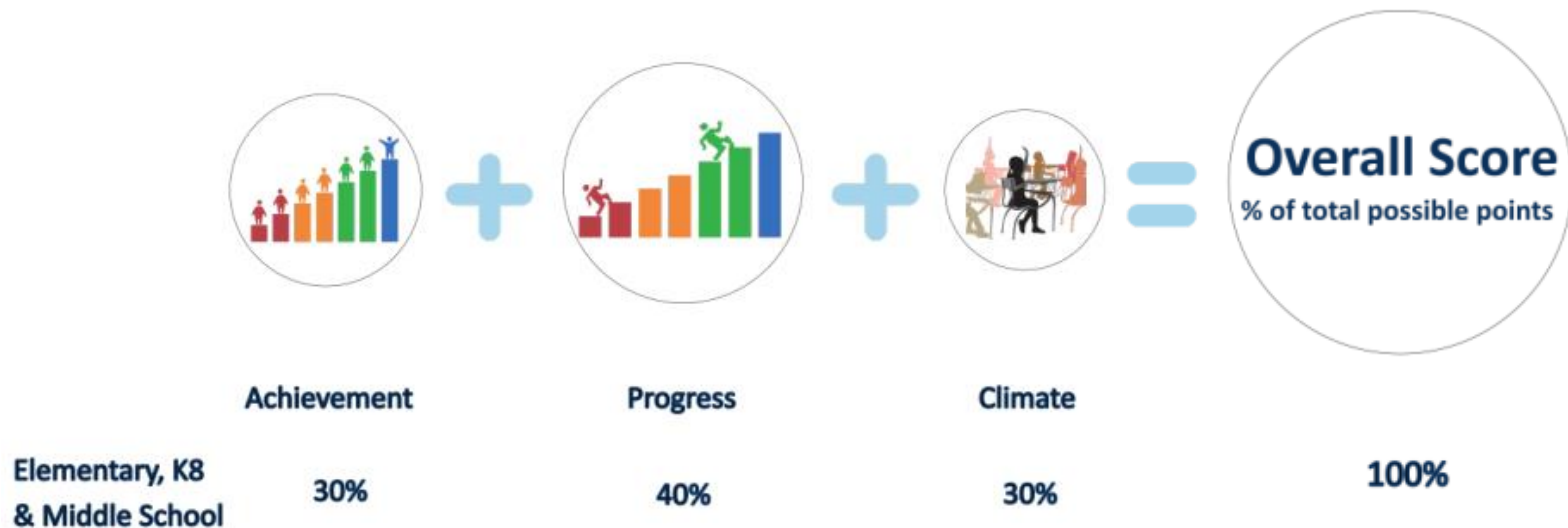 Overall Score
% of total possible points
Achievement
Progress
Climate
Elementary, K8
& Middle School
30%
40%
30%
100%